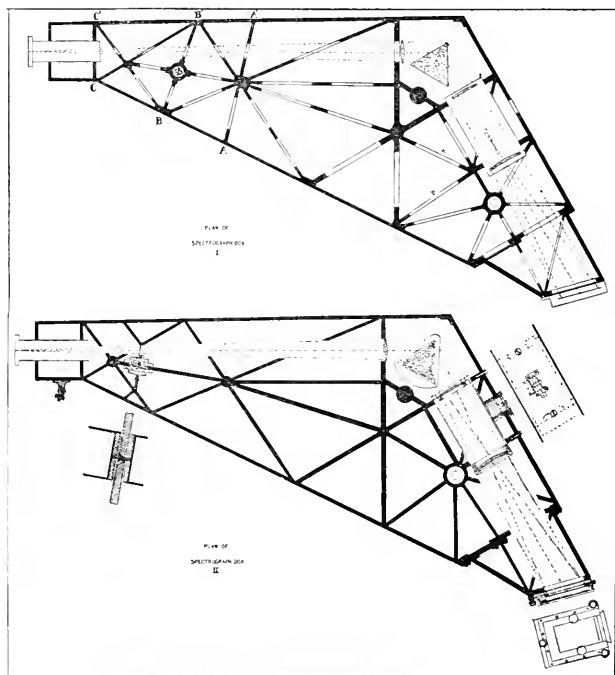 C' B' A'
C
B
A
PLAN OF
SPECTROGRAPH BOX
I
PLAN OF
SPECTROGRAPH BOX
II